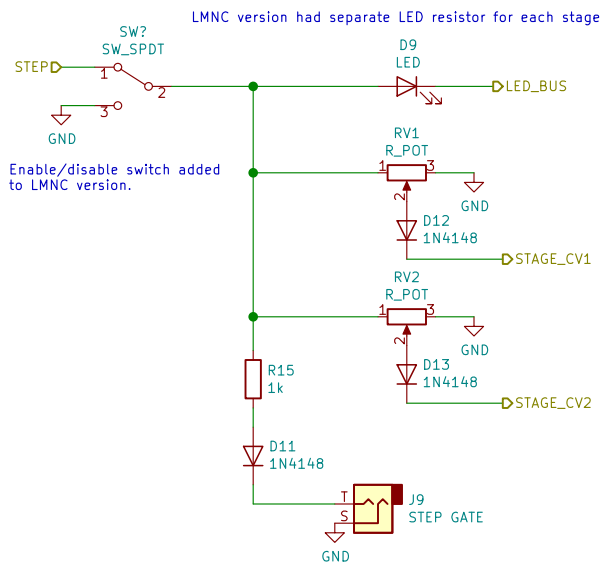 LMNC version had separate LED resistor for each stage
SW?
SW_SPDT
STEP
1
2
3
GND
D9
LED
LED_BUS
Enable/disable switch added
to LMNC version.
RV1
R_POT
1
3
2
GND
D12
1N4148
STAGE_CV1
RV2
R_POT
1
3
2
GND
D13
1N4148
STAGE_CV2
R15
1k
D11
1N4148
T
S
J9
STEP GATE
GND